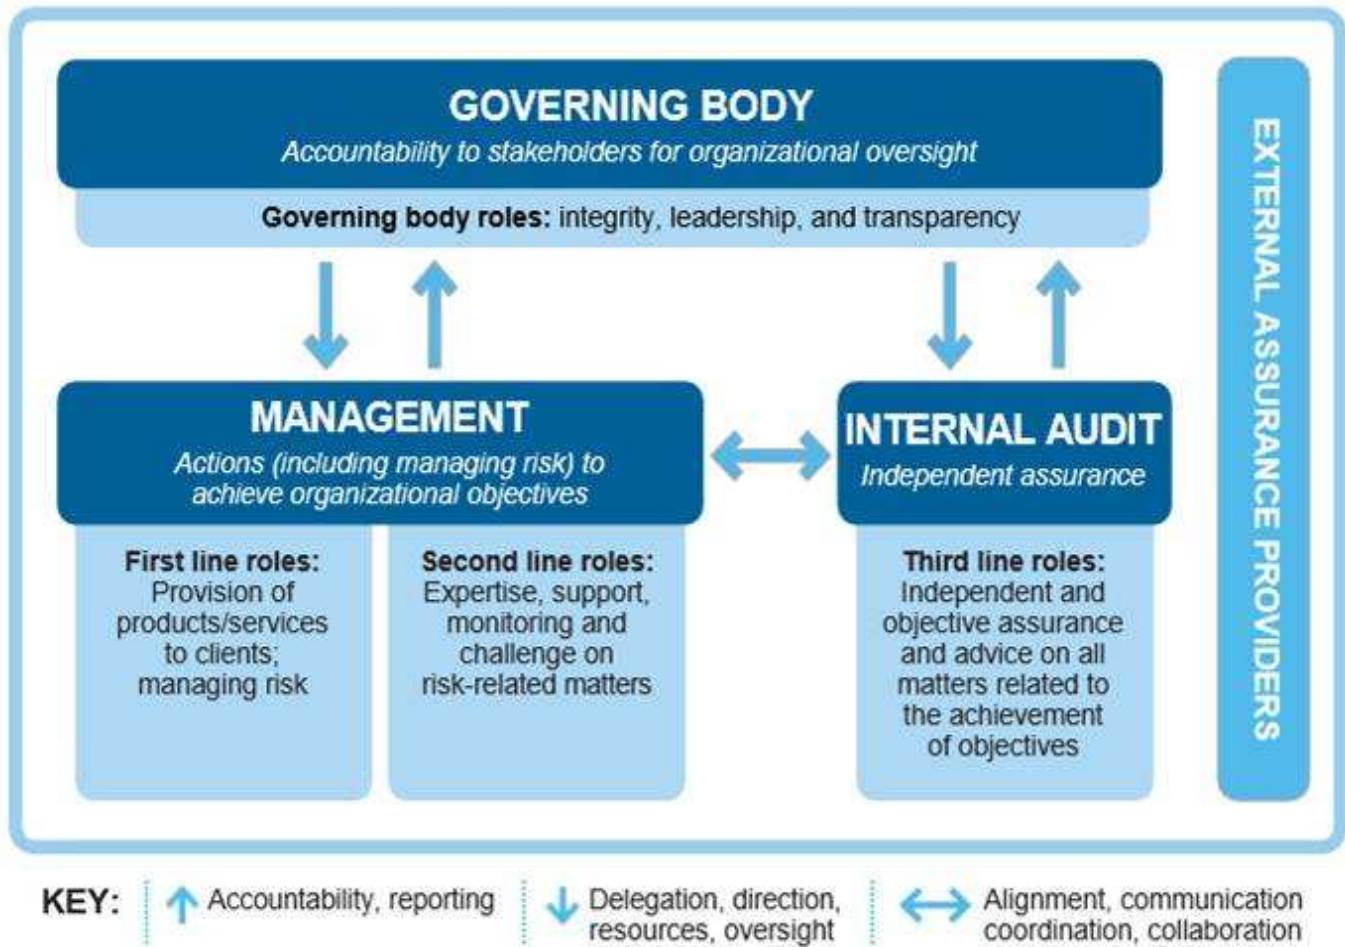 GOVERNING BODY
Accountability to stakeholders for organizational oversight
Governing body roles: integrity, leadership, and transparency
MANAGEMENT
Actions (including managing risk) to
achieve organizational objectives
First line roles:
Provision of
products/services
to clients;
managing risk
Second line roles:
Expertise, support,
monitoring and
challenge on
risk-related matters
INTERNAL AUDIT
Independent assurance
Third line roles:
Independent and
objective assurance
and advice on all
matters related to
the achievement
of objectives
EXTERNAL ASSURANCE PROVIDERS
KEY:
Accountability, reporting
Delegation, direction,
resources, oversight
Alignment, communication
coordination, collaboration